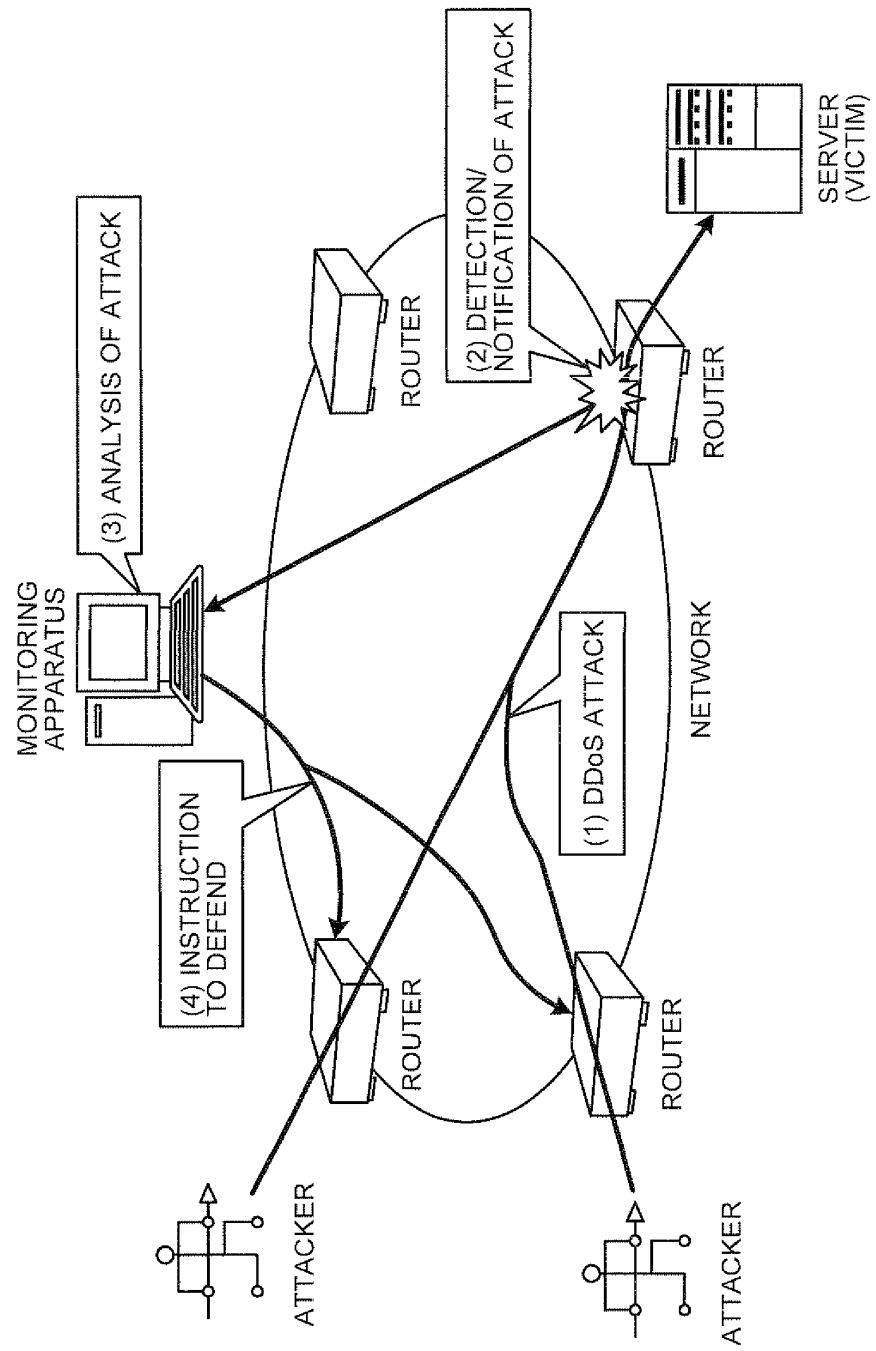 MONITORING
APPARATUS
(3) ANALYSIS OF ATTACK
(4) INSTRUCTION
TO DEFEND
ROUTER
(2) DETECTION/
NOTIFICATION OF ATTACK
ATTACKER
ROUTER
(1) DDoS ATTACK
ROUTER
SERVER
(VICTIM)
ATTACKER
ROUTER
NETWORK